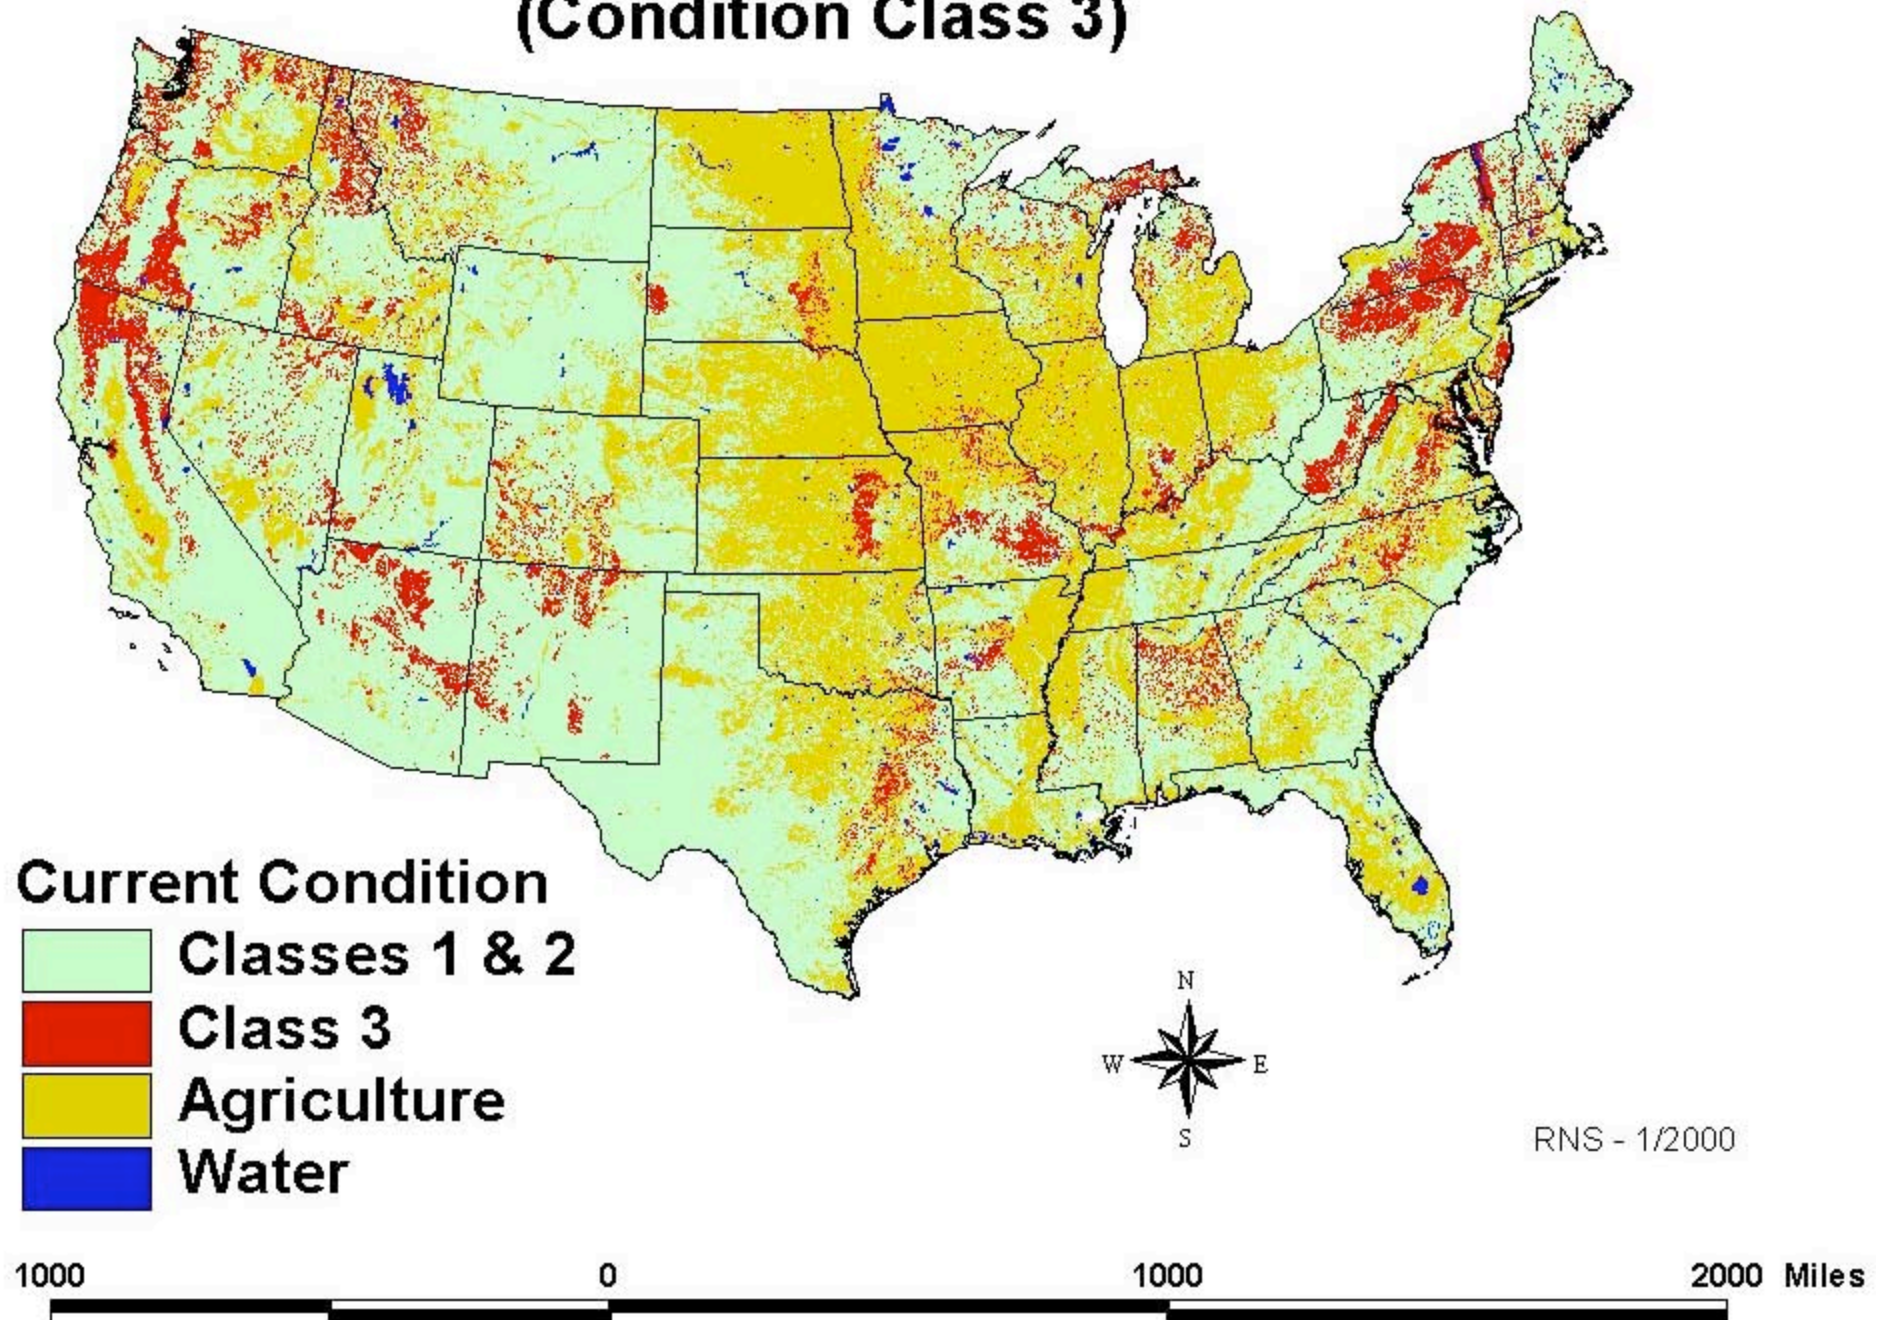 (Condition Class 3)
Current Condition
Classes 1 & 2
Class 3
Agriculture
Water
N
W E
S
RNS - 1/2000
1000 0 1000 2000 Miles